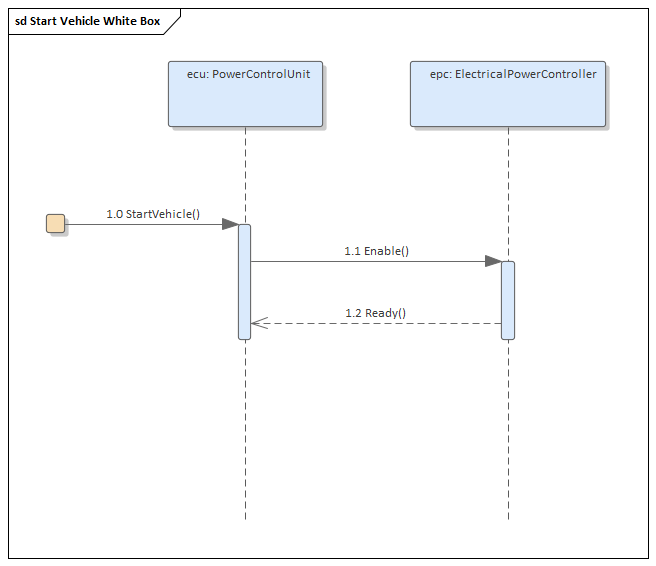 sd Start Vehicle White Box
ecu: PowerControlUnit
epc: ElectricalPowerController
1.0 StartVehicle()
1.1 Enable()
1.2 Ready()